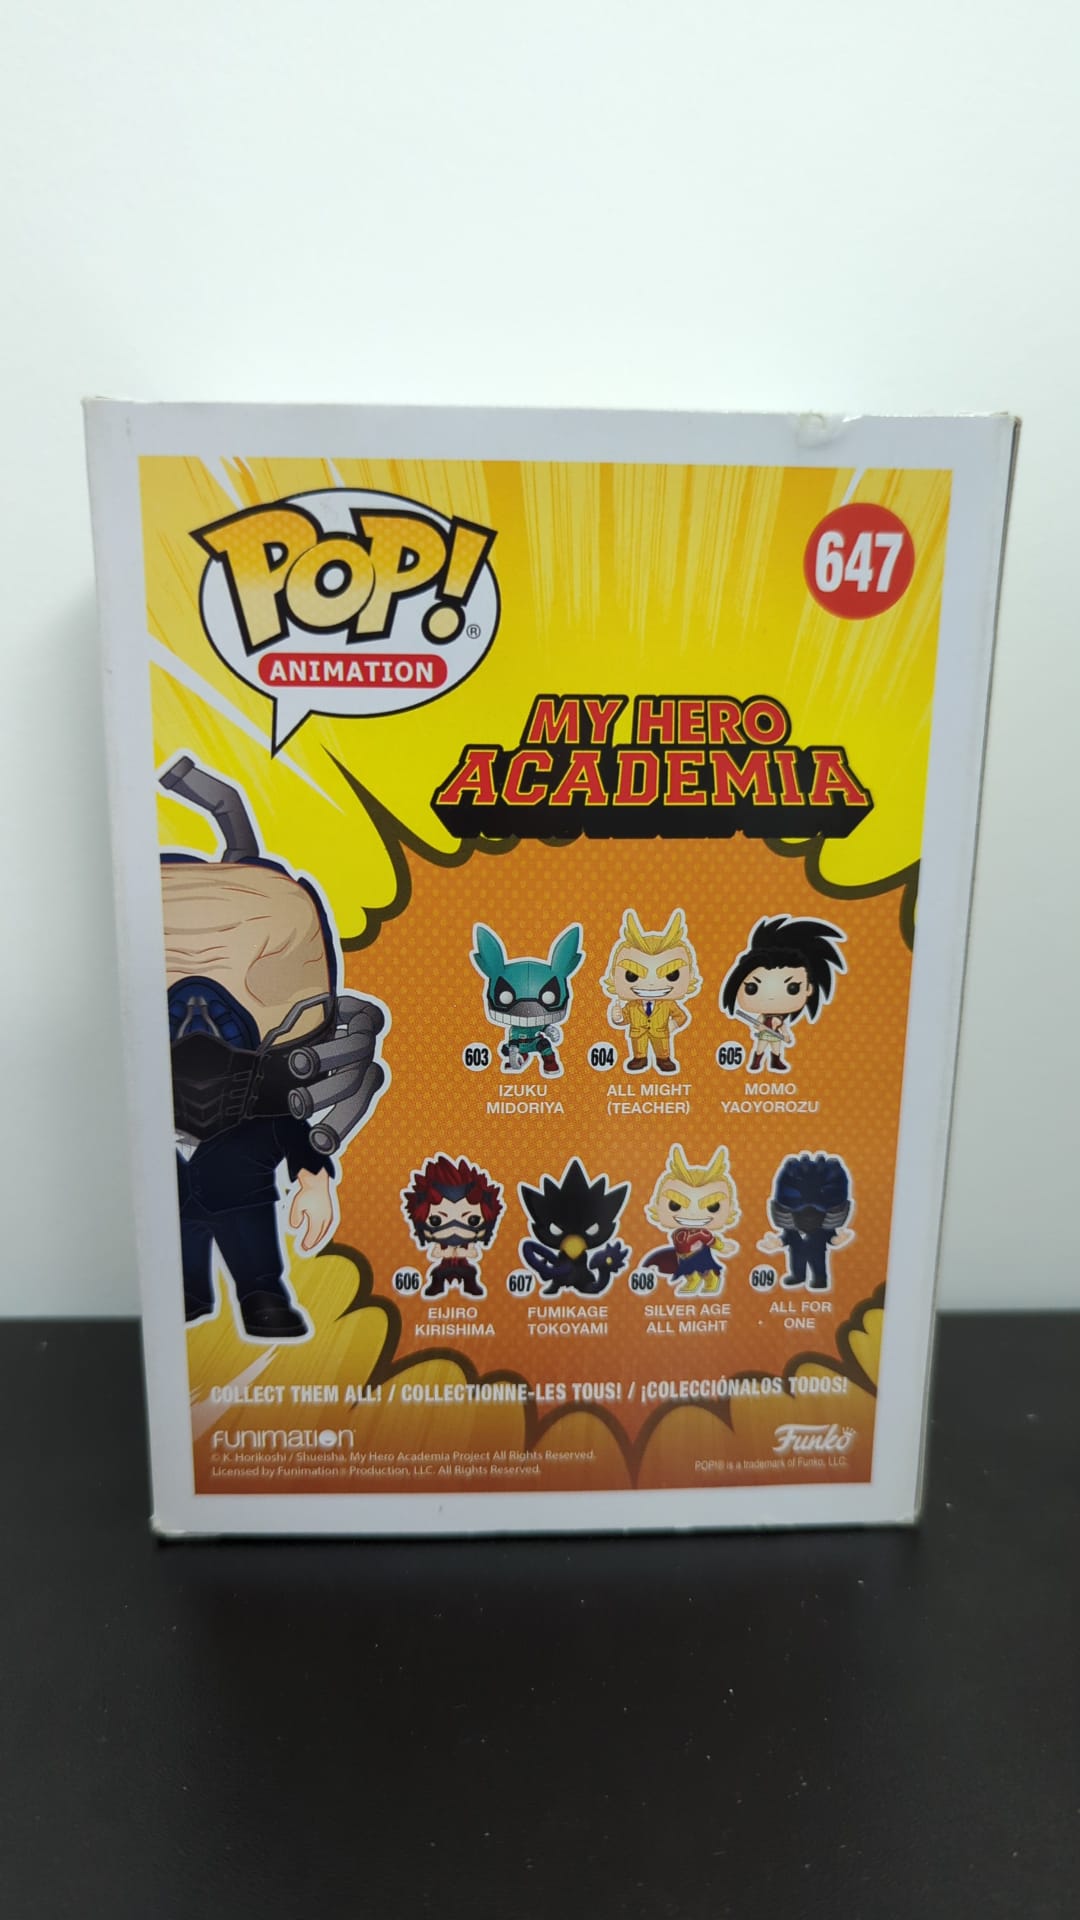 POP!®
ANIMATION
647
MY HERO
ACADEMIA
603
IZUKU
MIDORIYA
604
ALL MIGHT
(TEACHER)
605
MOMO
YAOYOROZU
606
EIJIRO
KIRISHIMA
607
FUMIKAGE
TOKOYAMI
608
SILVER AGE
ALL MIGHT
609
ALL FOR
ONE
COLLECT THEM ALL! / COLLECTIONNE-LES TOUS! / ¡COLECCIÓNALOS TODOS!
FUNIMATION®
© K. Horikoshi / Shueisha, My Hero Academia Project All Rights Reserved.
Licensed by Funimation® Production, LLC. All Rights Reserved.
Funko
POP!® is a trademark of Funko, LLC.